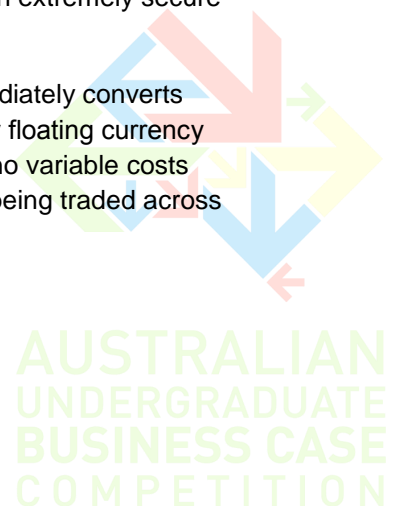 extremely secure
diately converts
floating currency
no variable costs
being traded across
AUSTRALIAN
UNDERGRADUATE
BUSINESS CASE
COMPETITION